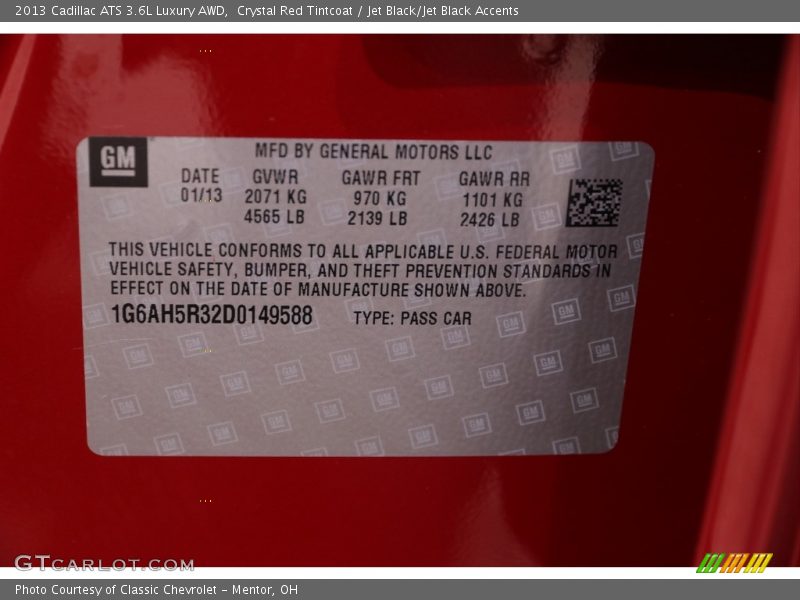 2013 Cadillac ATS 3.6L Luxury AWD, Crystal Red Tintcoat / Jet Black/Jet Black Accents
GM
MFD BY GENERAL MOTORS LLC
DATE GVWR GAWR FRT GAWR RR
01/13 2071 KG 970 KG 1101 KG
4565 LB 2139 LB 2426 LB
THIS VEHICLE CONFORMS TO ALL APPLICABLE U.S. FEDERAL MOTOR
VEHICLE SAFETY, BUMPER, AND THEFT PREVENTION STANDARDS IN
EFFECT ON THE DATE OF MANUFACTURE SHOWN ABOVE.
1G6AH5R32D0149588 TYPE: PASS CAR
GTCARLOT.COM
Photo Courtesy of Classic Chevrolet - Mentor, OH